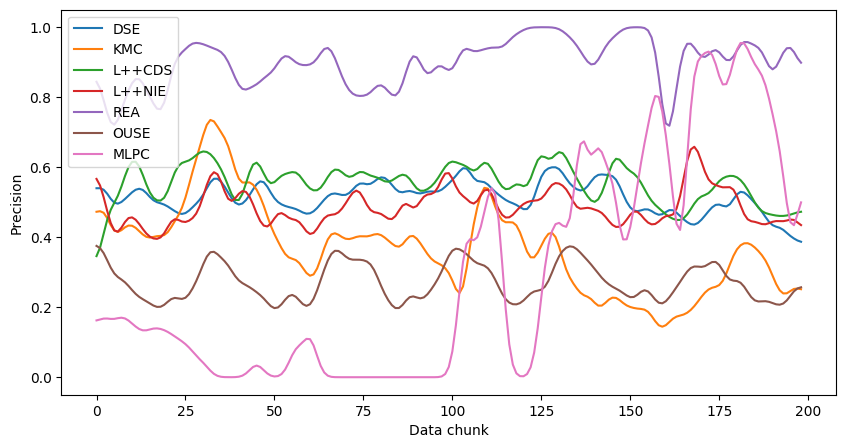 DSE
KMC
L++CDS
L++NIE
REA
OUSE
MLPC
1.0
0.8
0.6
0.4
0.2
0.0
Precision
0 25 50 75 100 125 150 175 200
Data chunk